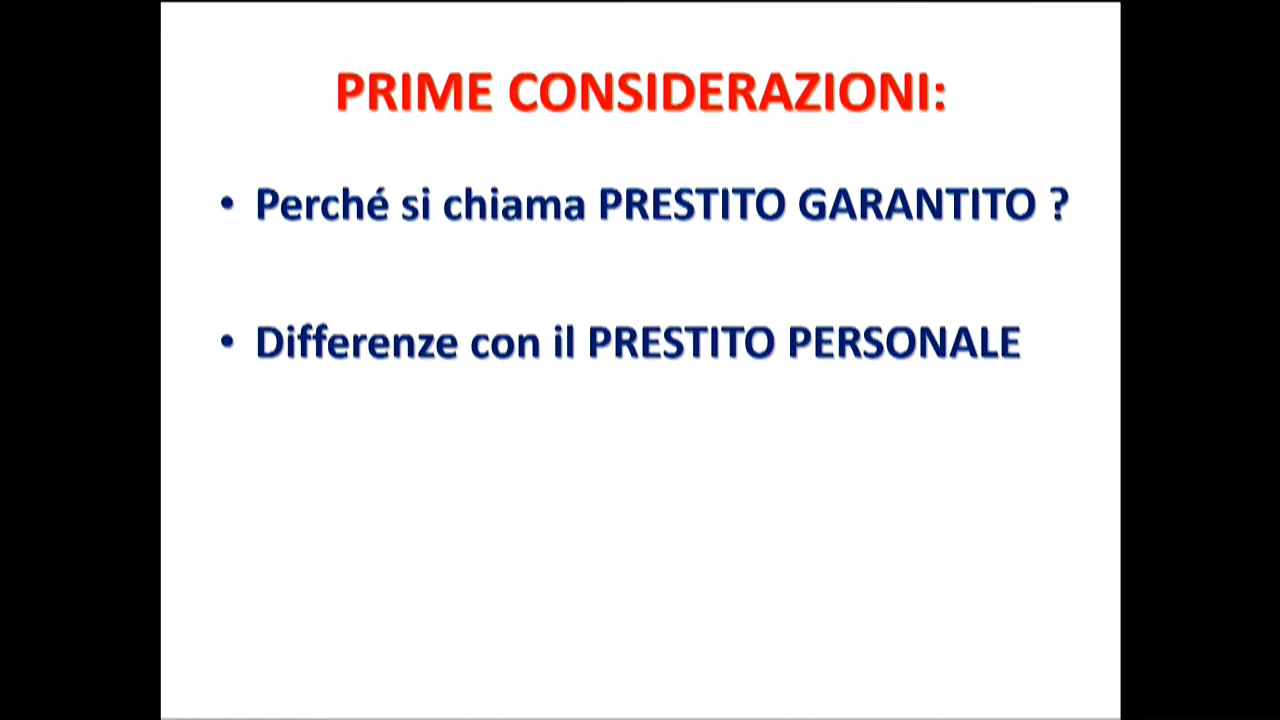 PRIME CONSIDERAZIONI:
• Perché si chiama PRESTITO GARANTITO ?
• Differenze con il PRESTITO PERSONALE